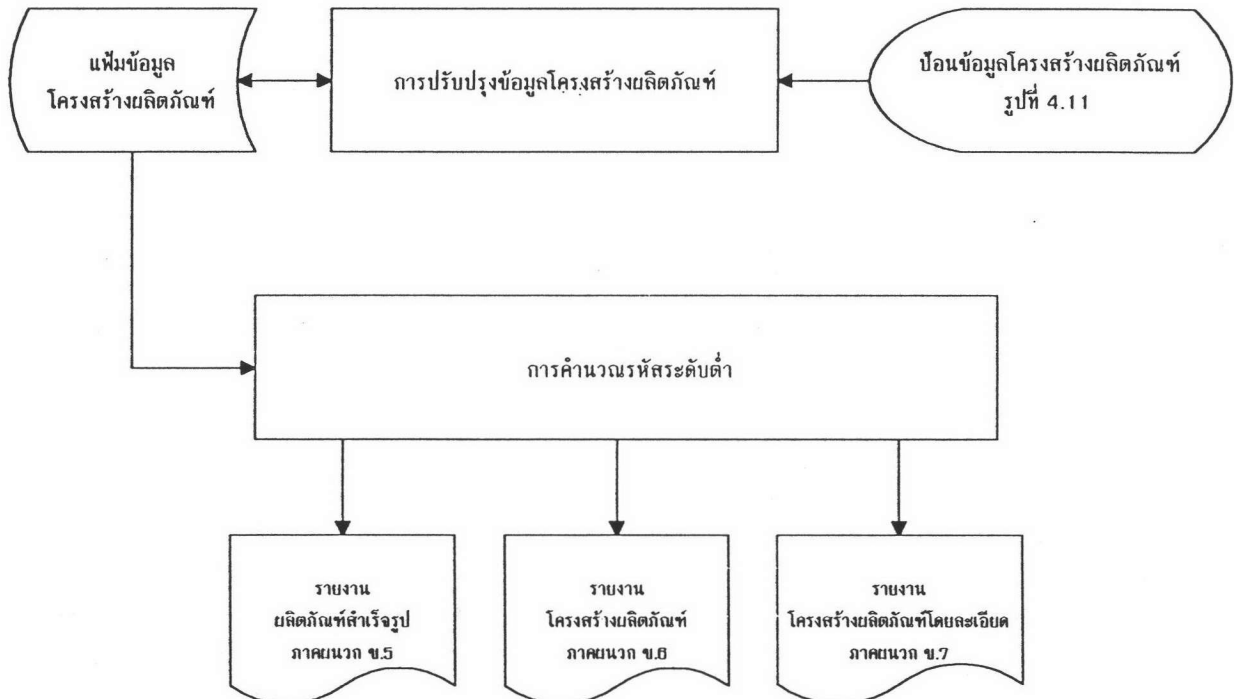 แฟ้มข้อมูล
โครงสร้างผลิตภัณฑ์
การปรับปรุงข้อมูลโครงสร้างผลิตภัณฑ์
ป้อนข้อมูลโครงสร้างผลิตภัณฑ์
รูปที่ 4.11
การคำนวณรหัสระดับต่ำ
รายงาน
ผลิตภัณฑ์สำเร็จรูป
ภาคผนวก ข.5
รายงาน
โครงสร้างผลิตภัณฑ์
ภาคผนวก ข.6
รายงาน
โครงสร้างผลิตภัณฑ์โดยละเอียด
ภาคผนวก ข.7